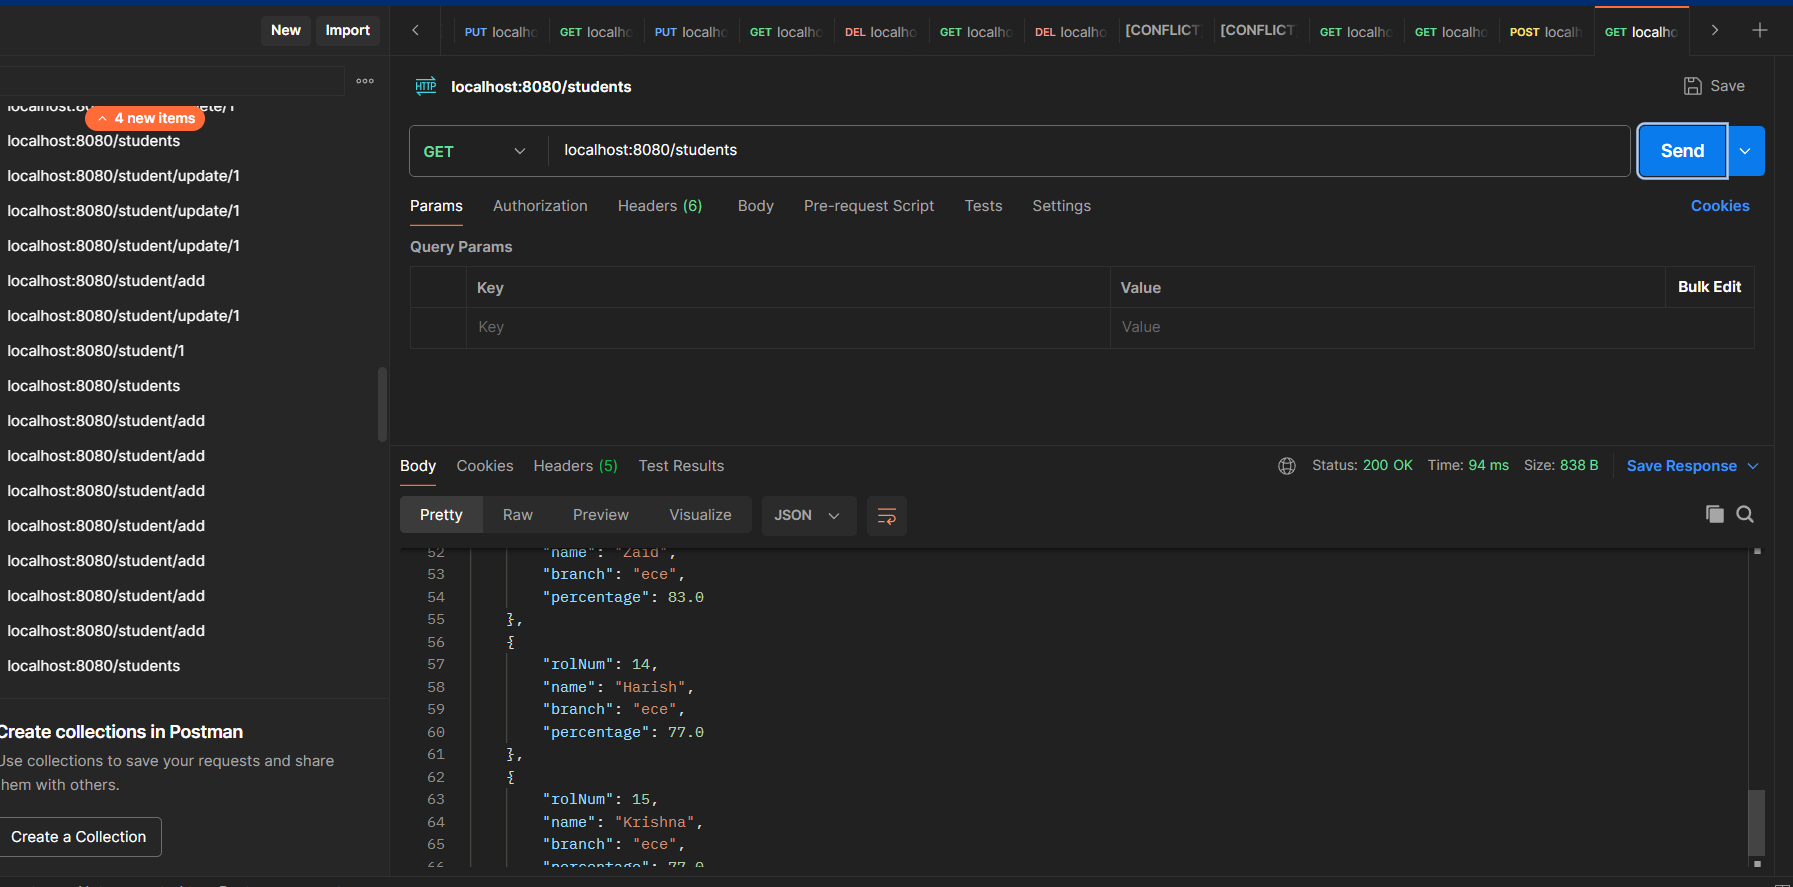 New Import
PUT localho GET localho PUT localho GET localho DEL localho GET localho DEL localho [CONFLICT] [CONFLICT] GET localho GET localho POST localh GET localho
HTTP localhost:8080/students
Save
4 new items
localhost:8080/students
localhost:8080/student/update/1
localhost:8080/student/update/1
localhost:8080/student/update/1
localhost:8080/student/add
localhost:8080/student/update/1
localhost:8080/student/1
localhost:8080/students
localhost:8080/student/add
localhost:8080/student/add
localhost:8080/student/add
localhost:8080/student/add
localhost:8080/student/add
localhost:8080/student/add
localhost:8080/student/add
localhost:8080/students
Create collections in Postman
Use collections to save your requests and share
them with others.
Create a Collection
GET localhost:8080/students Send
Params Authorization Headers (6) Body Pre-request Script Tests Settings Cookies
Query Params
Key Value Bulk Edit
Key Value
Body Cookies Headers (5) Test Results Status: 200 OK Time: 94 ms Size: 838 B Save Response
Pretty Raw Preview Visualize JSON
52 "name": "Zaid",
53 "branch": "ece",
54 "percentage": 83.0
55 },
56 {
57 "rolNum": 14,
58 "name": "Harish",
59 "branch": "ece",
60 "percentage": 77.0
61 },
62 {
63 "rolNum": 15,
64 "name": "Krishna",
65 "branch": "ece",
66 "percentage": 77.0